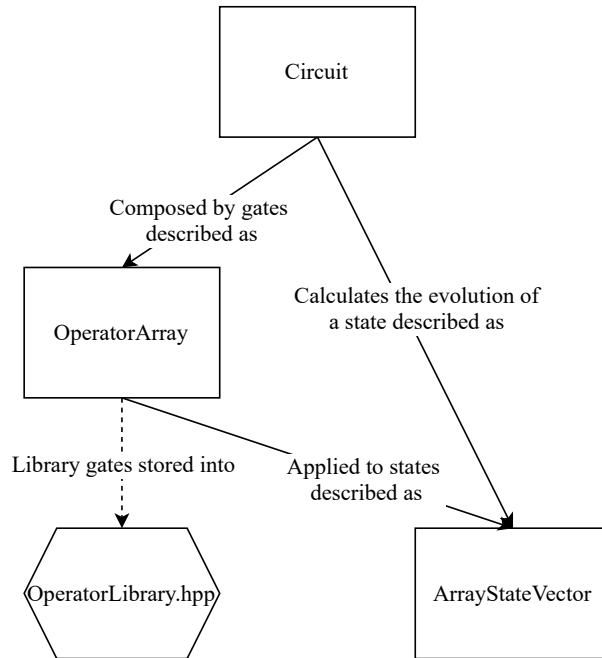 Circuit
Composed by gates
described as
Calculates the evolution of
a state described as
OperatorArray
Library gates stored into
Applied to states
described as
OperatorLibrary.hpp
ArrayStateVector